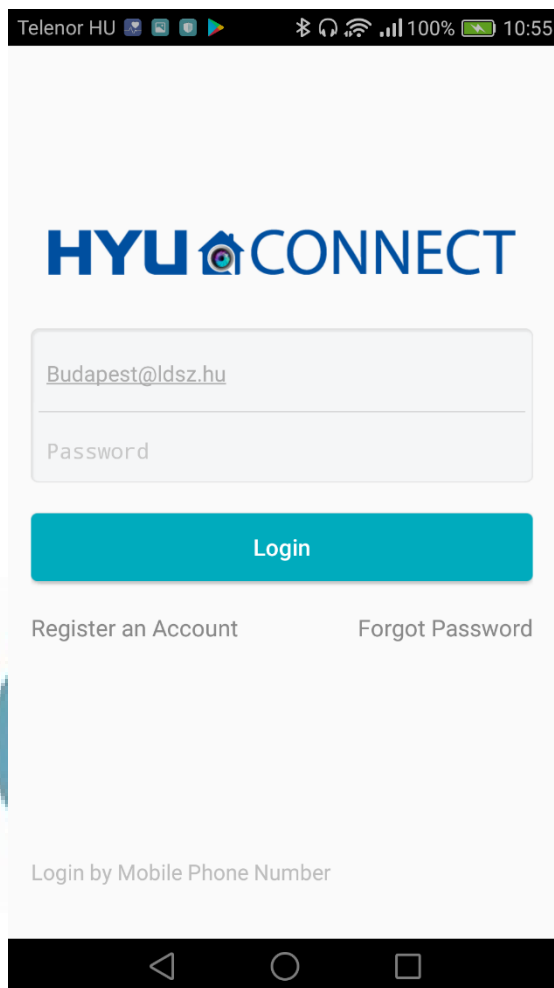 Telenor HU 100% 10:55
HYU CONNECT
Budapest@ldsz.hu
Password
Login
Register an Account Forgot Password
Login by Mobile Phone Number